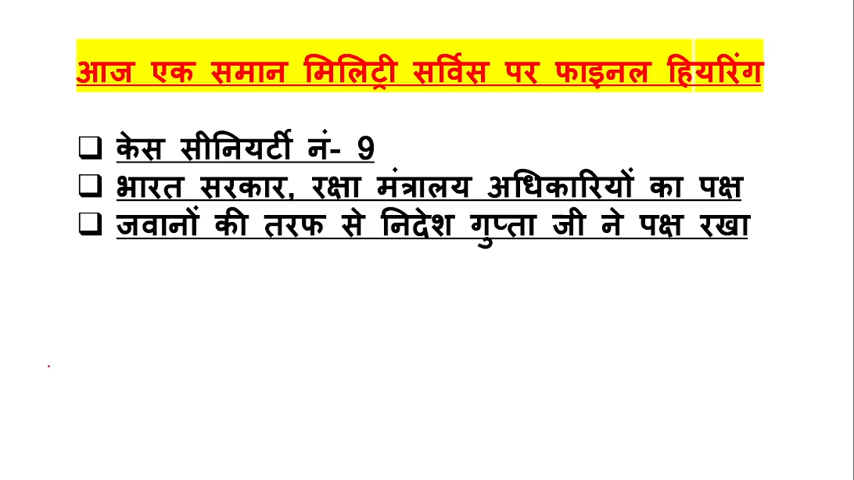 आज एक समान मिलिट्री सर्विस पर फाइनल हियरिंग
केस सीनियर्टी नं- 9
भारत सरकार, रक्षा मंत्रालय अधिकारियों का पक्ष
जवानों की तरफ से निदेश गुप्ता जी ने पक्ष रखा